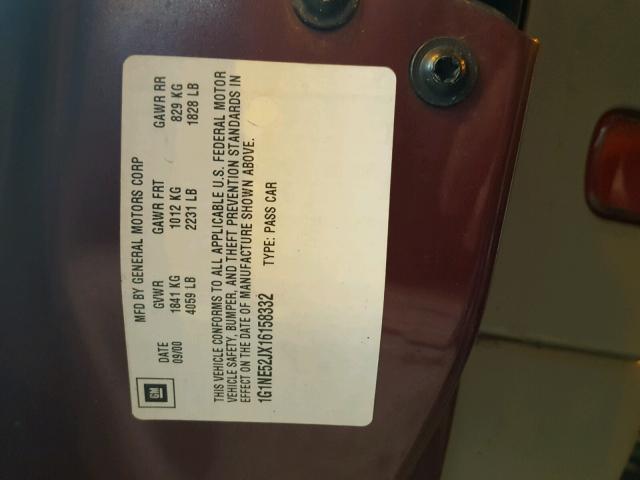 MFD BY GENERAL MOTORS CORP
DATE GVWR GAWR FRT GAWR RR
09/00 1841 KG 1012 KG 829 KG
4059 LB 2231 LB 1828 LB
GM
THIS VEHICLE CONFORMS TO ALL APPLICABLE U.S. FEDERAL MOTOR
VEHICLE SAFETY, BUMPER, AND THEFT PREVENTION STANDARDS IN
EFFECT ON THE DATE OF MANUFACTURE SHOWN ABOVE.
1G1NE52JX16158332 TYPE: PASS CAR